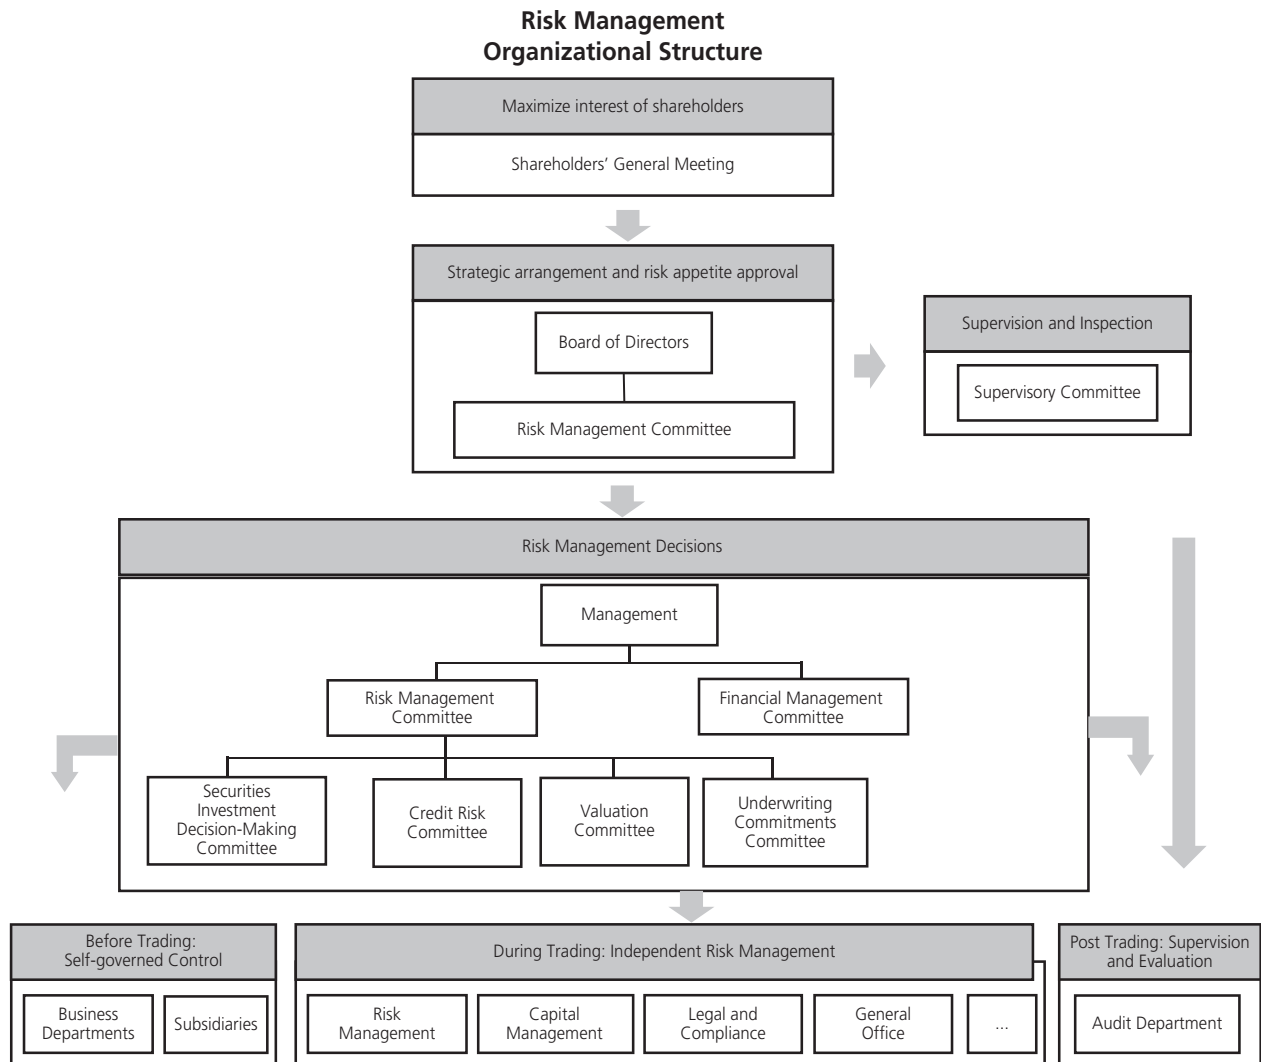 Risk Management
Organizational Structure
Maximize interest of shareholders
Shareholders’ General Meeting
Strategic arrangement and risk appetite approval
Board of Directors
Risk Management Committee
Supervision and Inspection
Supervisory Committee
Risk Management Decisions
Management
Risk Management
Committee
Financial Management
Committee
Securities
Investment
Decision-Making
Committee
Credit Risk
Committee
Valuation
Committee
Underwriting
Commitments
Committee
Before Trading:
Self-governed Control
Business
Departments
Subsidiaries
During Trading: Independent Risk Management
Risk
Management
Capital
Management
Legal and
Compliance
General
Office
...
Post Trading: Supervision
and Evaluation
Audit Department